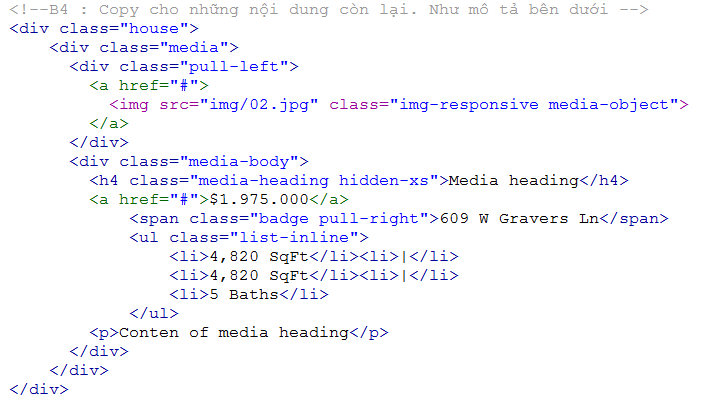 <!--B4 : Copy cho những nội dung còn lại. Như mô tả bên dưới -->
<div class="house">
<div class="media">
<div class="pull-left">
<a href="#">
<img src="img/02.jpg" class="img-responsive media-object">
</a>
</div>
<div class="media-body">
<h4 class="media-heading hidden-xs">Media heading</h4>
<a href="#">$1.975.000</a>
<span class="badge pull-right">609 W Gravers Ln</span>
<ul class="list-inline">
<li>4,820 SqFt</li><li>|</li>
<li>4,820 SqFt</li><li>|</li>
<li>5 Baths</li>
</ul>
<p>Conten of media heading</p>
</div>
</div>
</div>